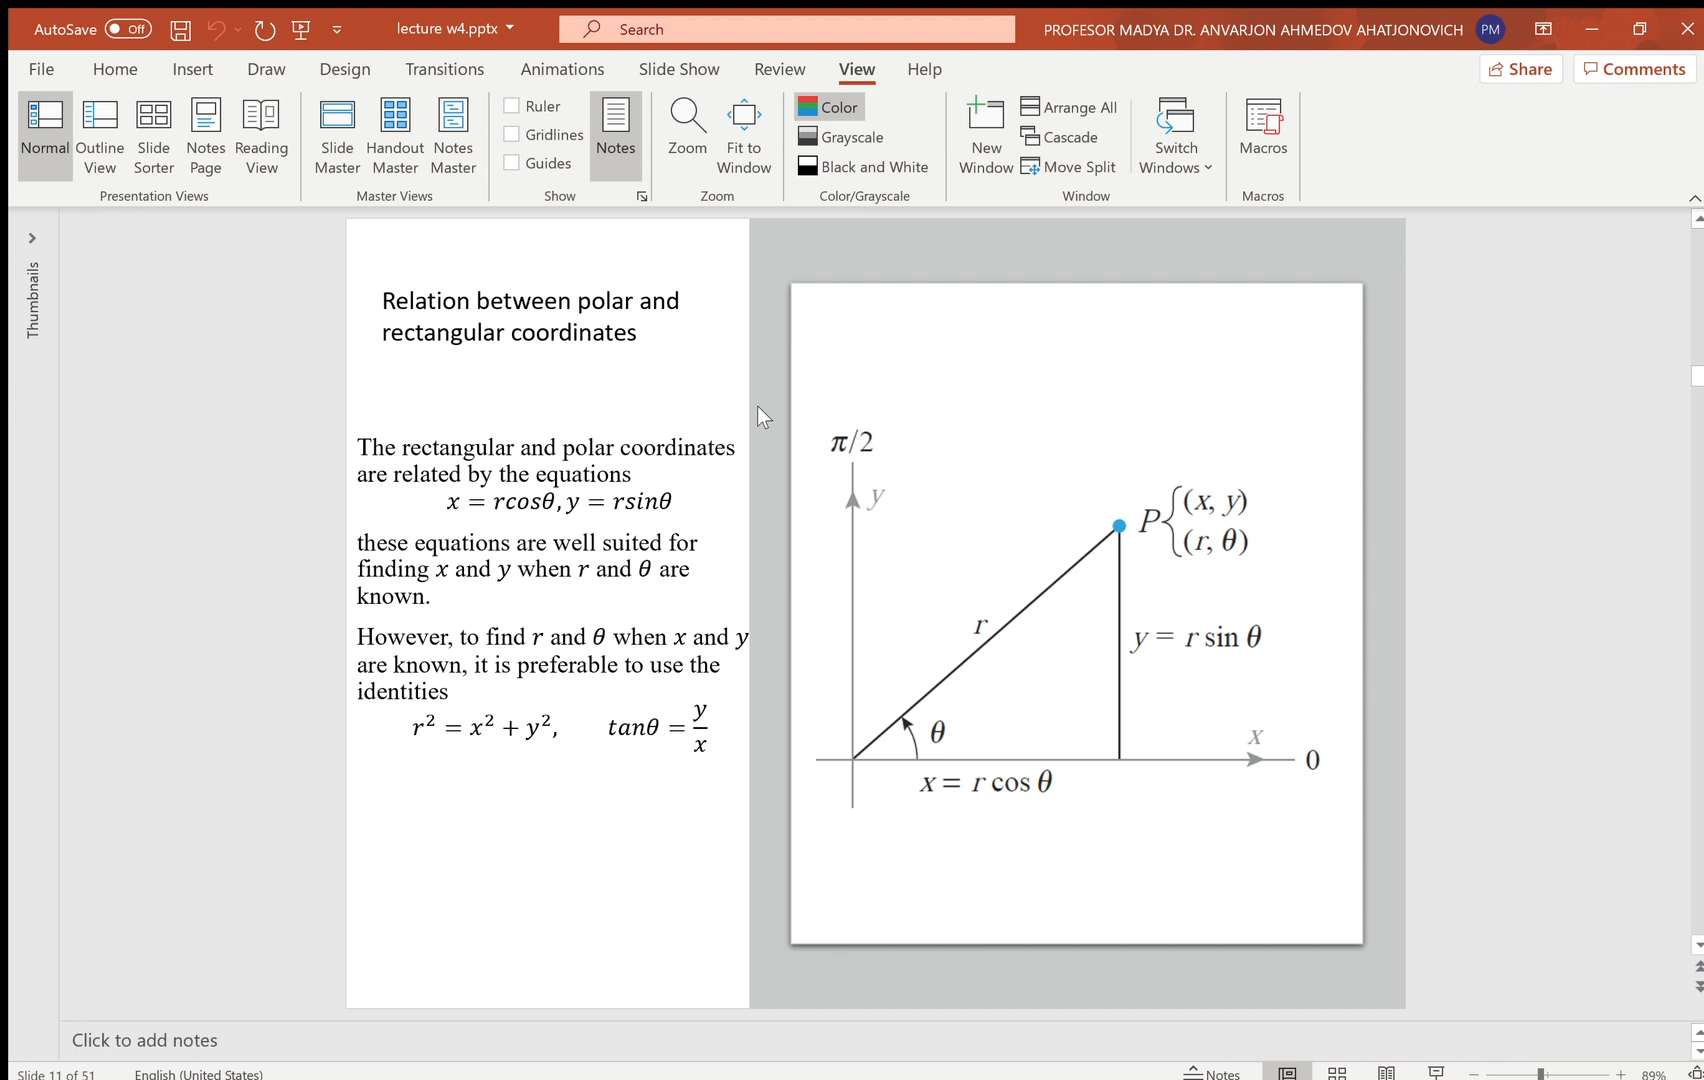 AutoSave Off lecture w4.pptx Search PROFESOR MADYA DR. ANVARJON AHMEDOV AHATJONOVICH PM
File Home Insert Draw Design Transitions Animations Slide Show Review View Help Share Comments
Normal Outline View Slide Sorter Notes Page Reading View
Presentation Views
Slide Master Handout Master Notes Master
Master Views
Ruler
Gridlines
Guides
Notes
Show
Zoom Fit to Window
Zoom
Color
Grayscale
Black and White
Color/Grayscale
New Window
Arrange All
Cascade
Move Split
Switch Windows
Window
Macros
Macros
Thumbnails
Relation between polar and
rectangular coordinates
The rectangular and polar coordinates
are related by the equations
x = rcosθ, y = rsinθ
these equations are well suited for
finding x and y when r and θ are
known.
However, to find r and θ when x and y
are known, it is preferable to use the
identities
r² = x² + y², tanθ = y/x
π/2
y
P{(x, y)
(r, θ)
r
y = r sin θ
θ
x
0
x = r cos θ
Click to add notes
Slide 11 of 51 English (United States) Notes 89%